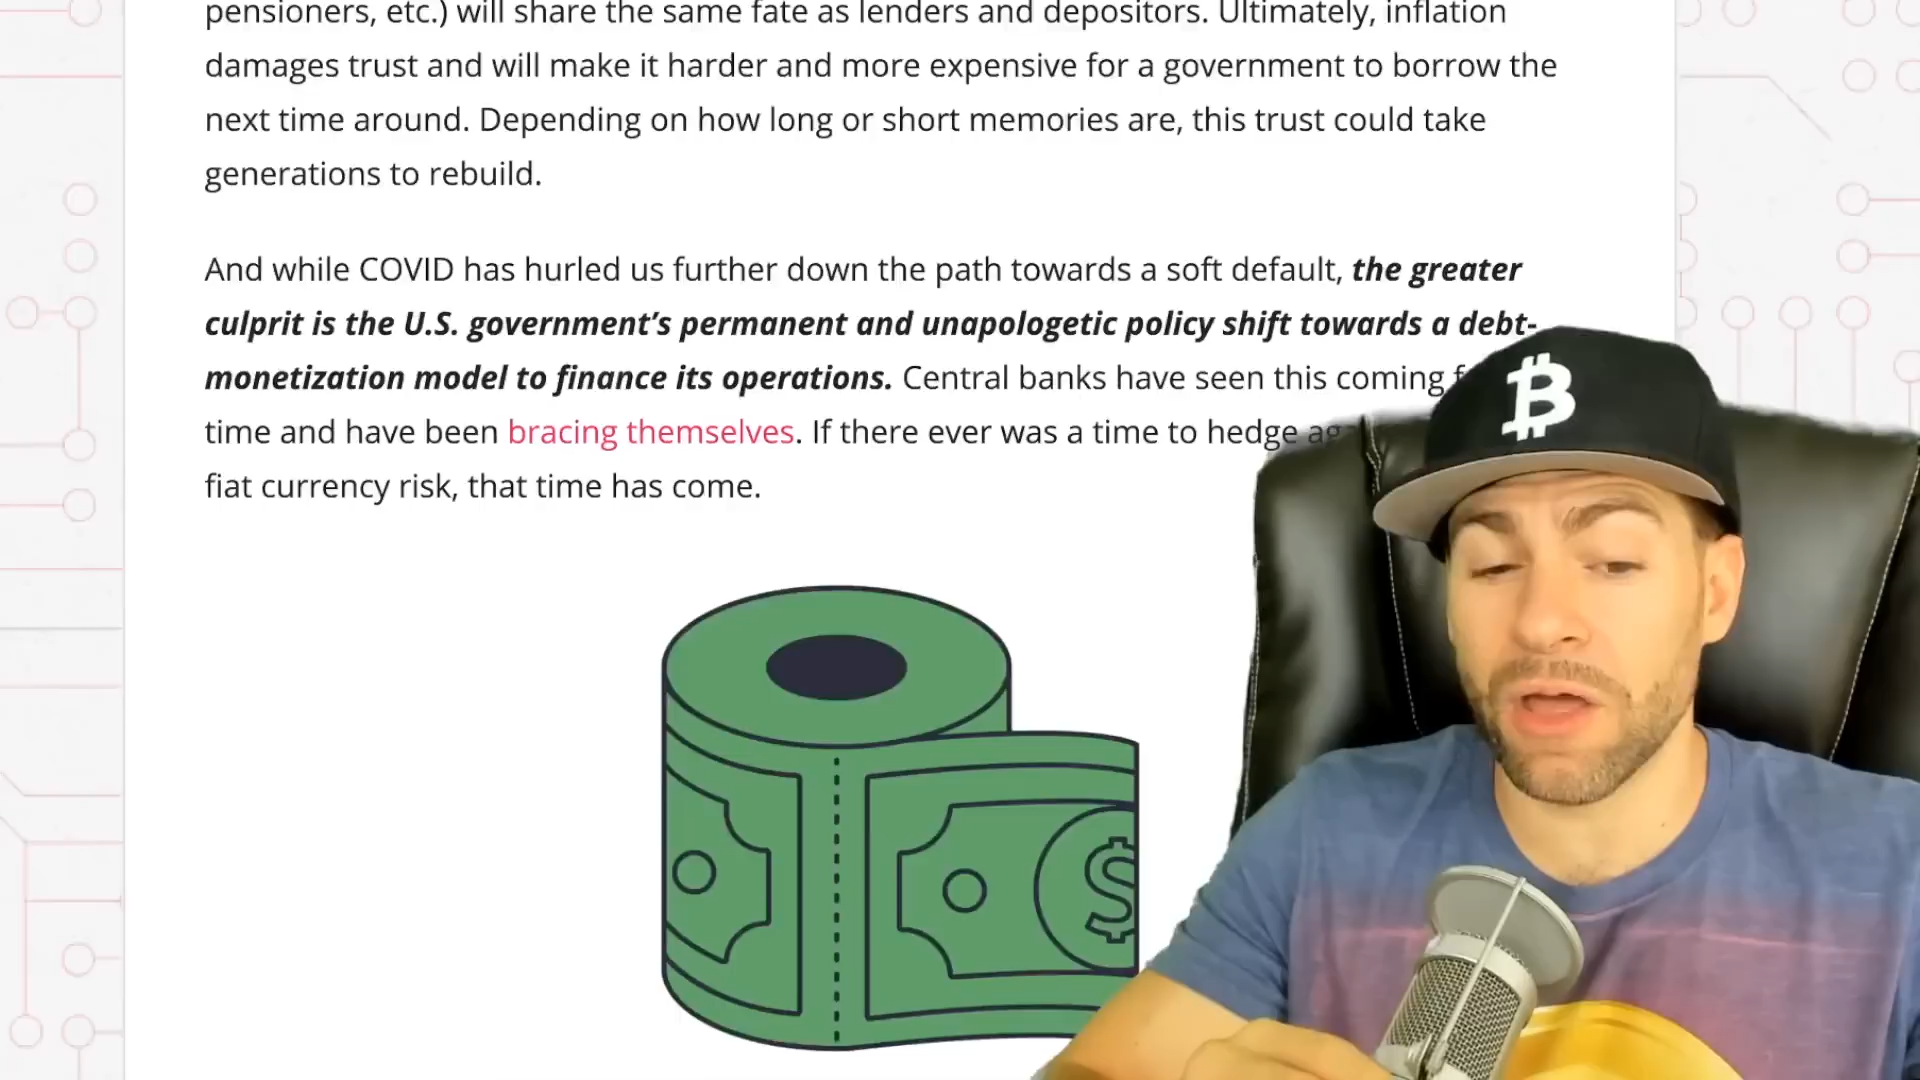 pensioners, etc.) will share the same fate as lenders and depositors. Ultimately, inflation
damages trust and will make it harder and more expensive for a government to borrow the
next time around. Depending on how long or short memories are, this trust could take
generations to rebuild.
And while COVID has hurled us further down the path towards a soft default, the greater
culprit is the U.S. government’s permanent and unapologetic policy shift towards a debt-
monetization model to finance its operations. Central banks have seen this coming
time and have been bracing themselves. If there ever was a time to hedge
fiat currency risk, that time has come.
$